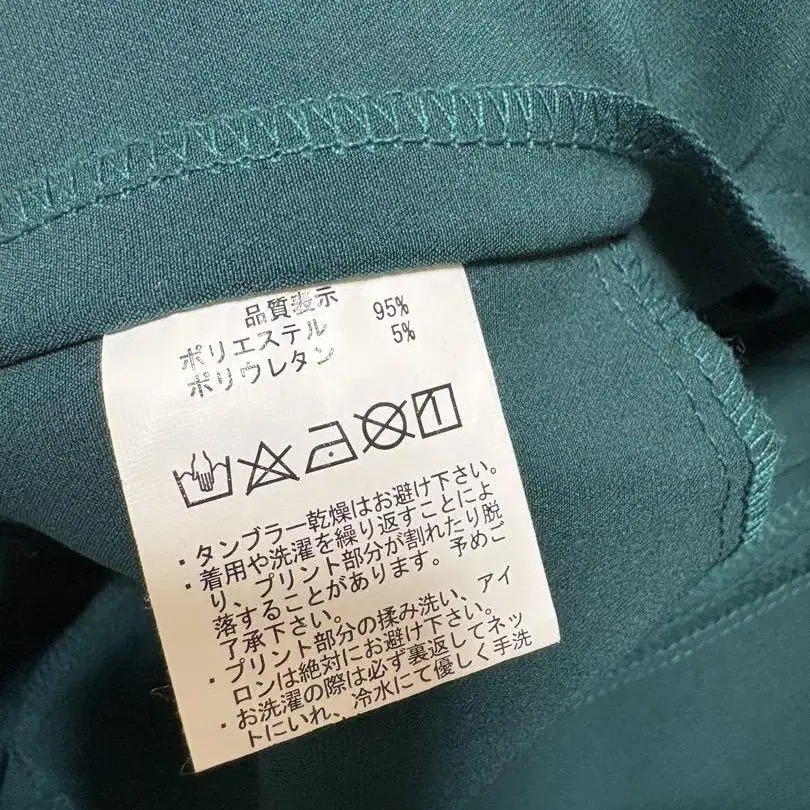 品質表示
ポリエステル 95%
ポリウレタン 5%
・タンブラー乾燥はお避け下さい。
・着用や洗濯を繰り返すことによ
り、プリント部分が割れたり脱
落することがあります。予めご
了承下さい。
・プリント部分の揉み洗い、アイ
ロンは絶対にお避け下さい。
・お洗濯の際は必ず裏返してネッ
トにいれ、冷水にて優しく手洗